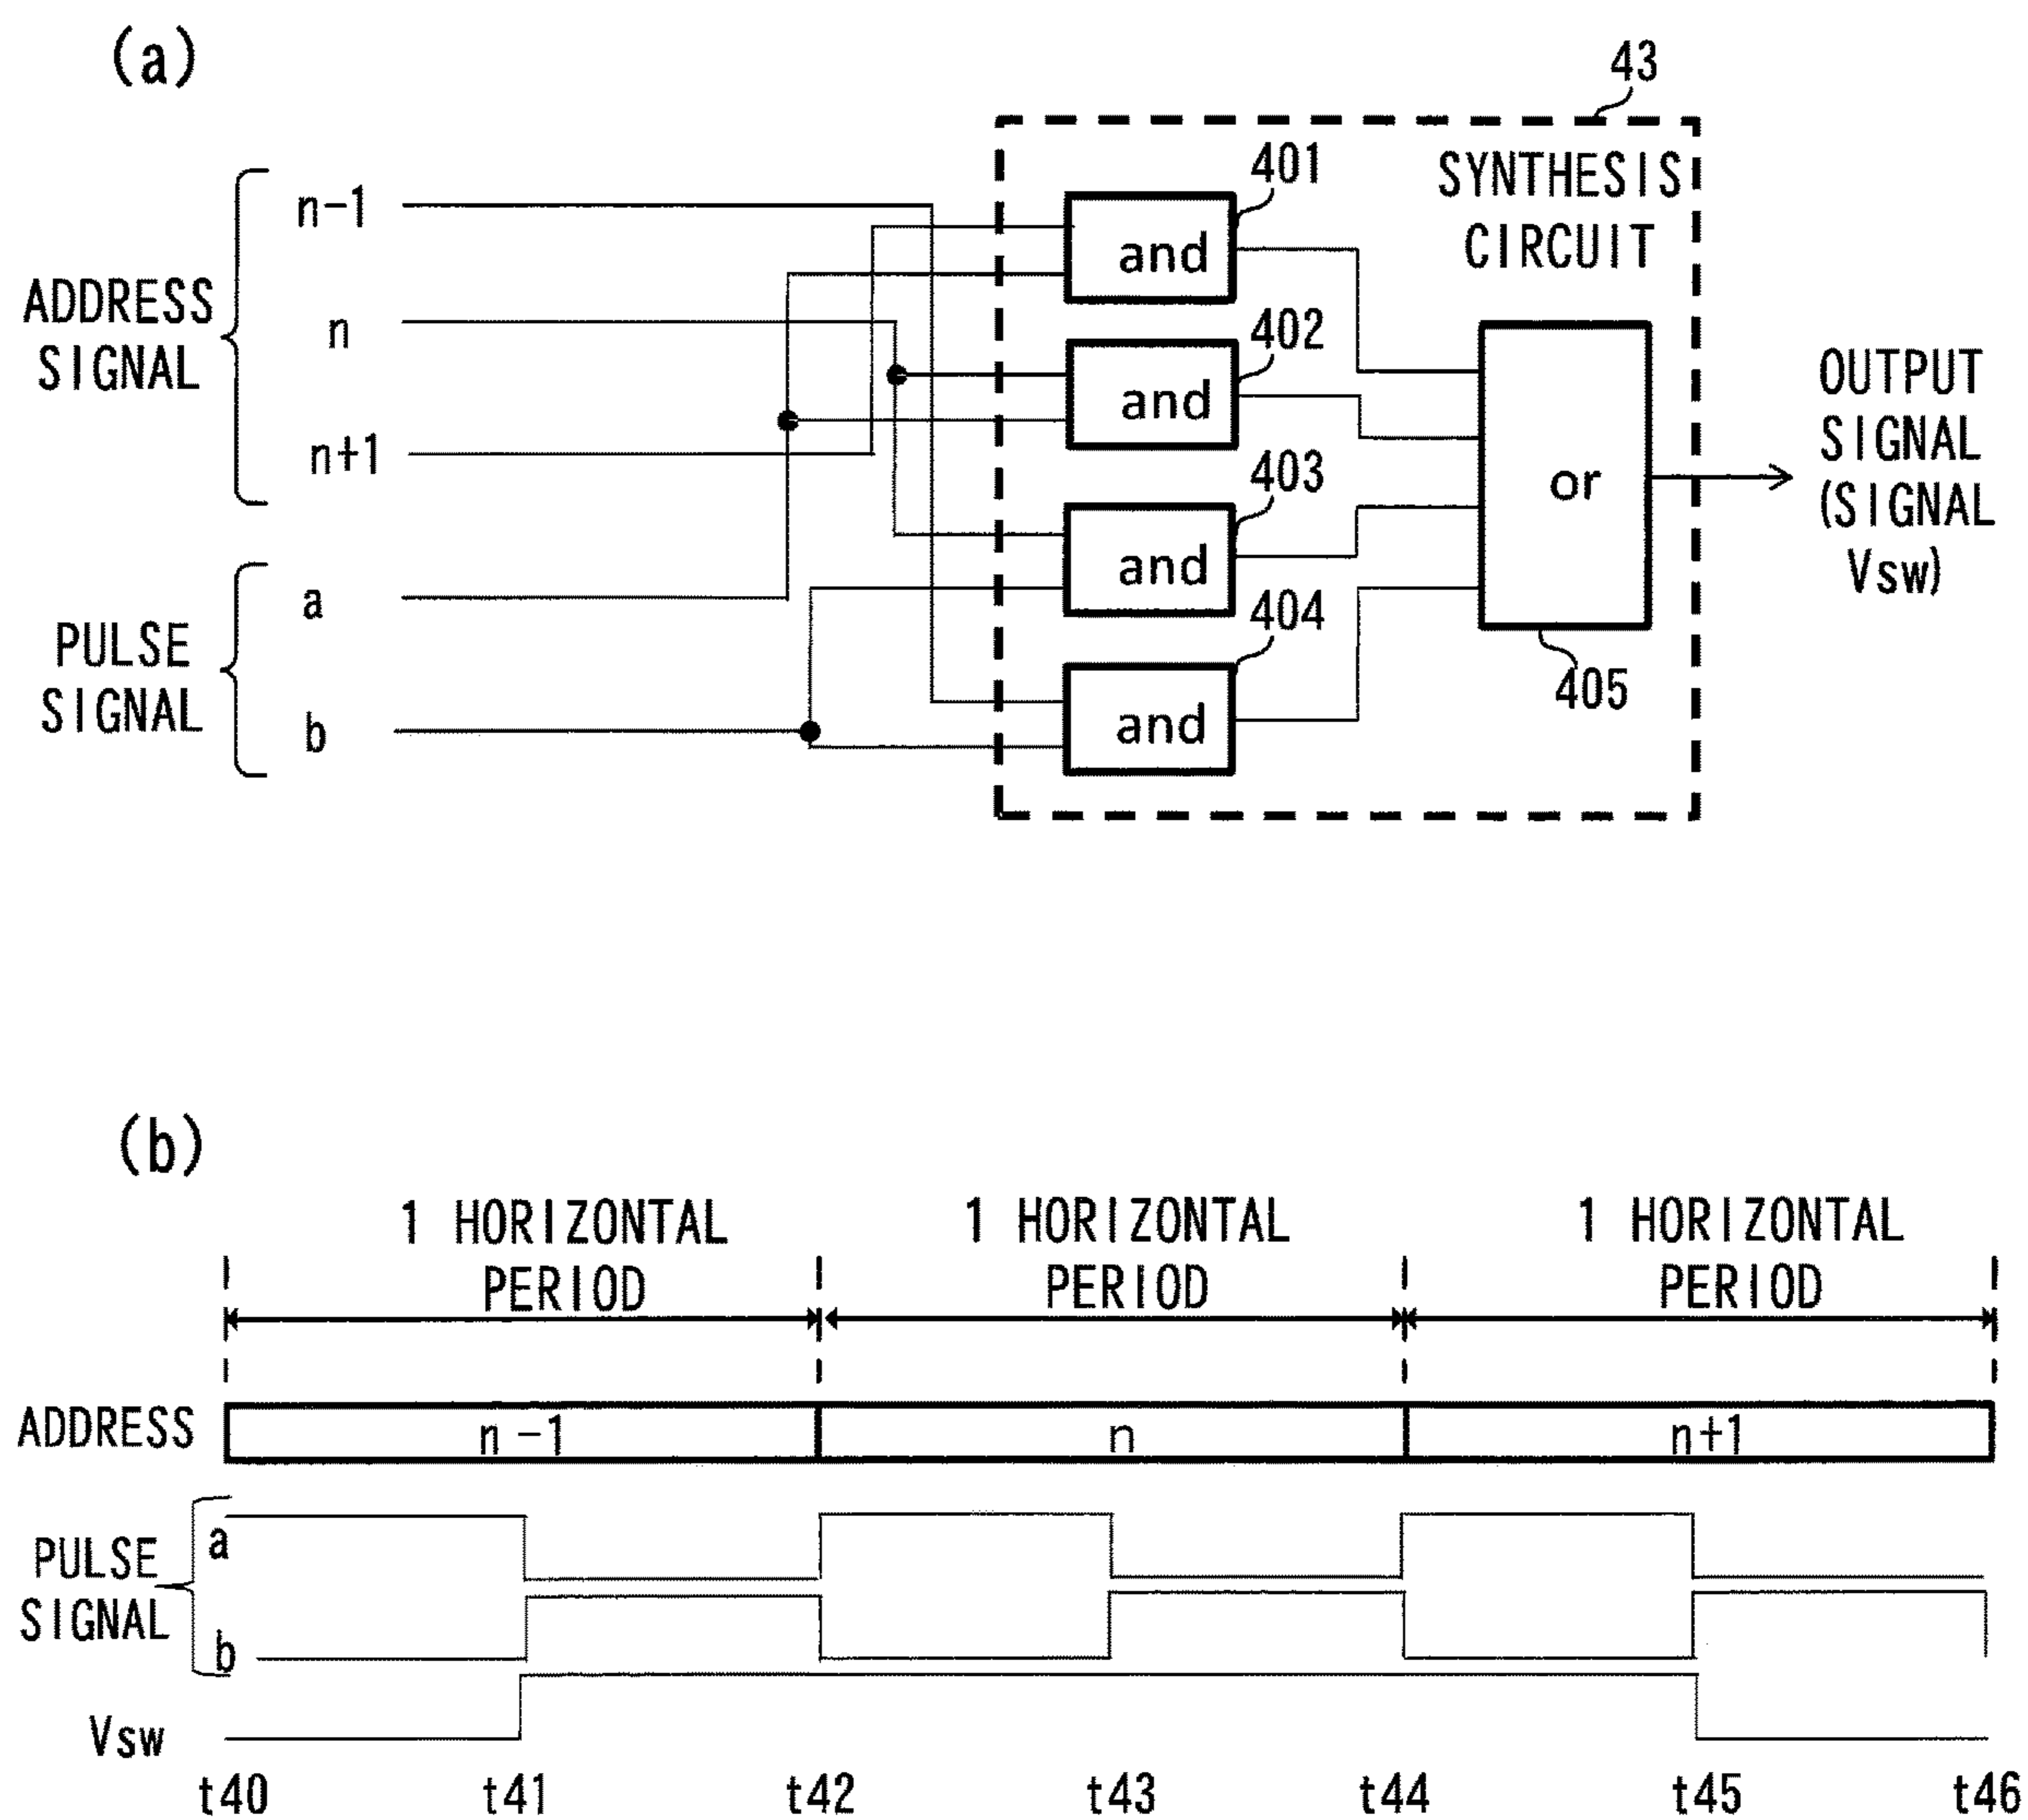 (a)
43
SYNTHESIS
CIRCUIT
ADDRESS
SIGNAL
n-1
n
n+1
PULSE
SIGNAL
a
b
401
and
402
and
403
and
404
and
or
405
OUTPUT
SIGNAL
(SIGNAL
Vsw)
(b)
1 HORIZONTAL
PERIOD
1 HORIZONTAL
PERIOD
1 HORIZONTAL
PERIOD
ADDRESS
n-1
n
n+1
PULSE
SIGNAL
a
b
Vsw
t40
t41
t42
t43
t44
t45
t46